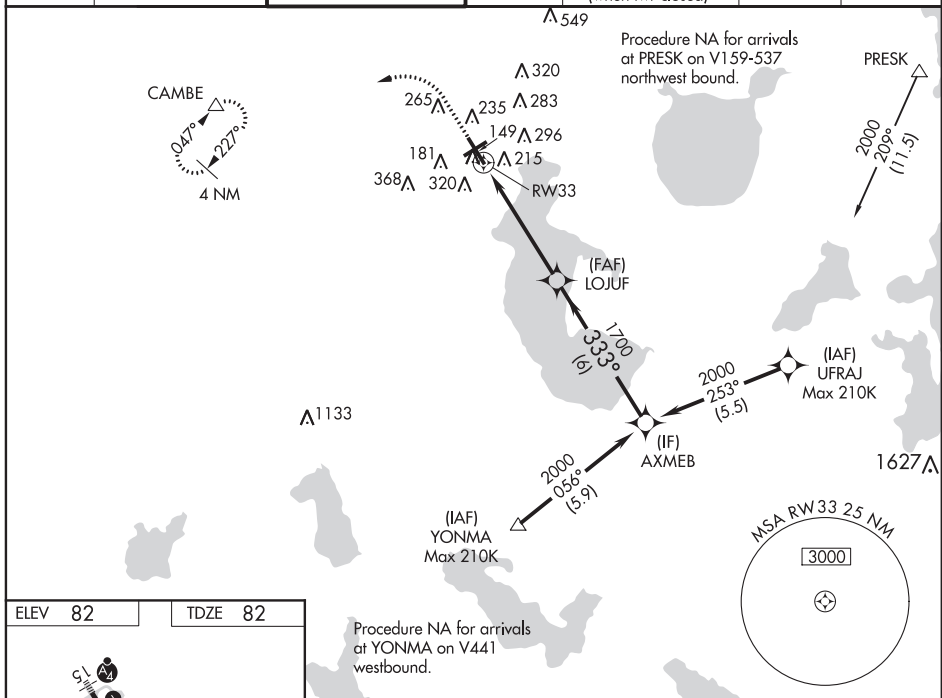 549
Procedure NA for arrivals
at PRESK on V159-537
northwest bound.
PRESK
320
CAMBE
265
235
283
047°
227°
149
296
2000
209°
(11.5)
181
215
4 NM
368
320
RW33
(FAF)
LOJUF
1700
333°
(6)
(IAF)
UFRAJ
Max 210K
2000
253°
(5.5)
1133
(IF)
AXMEB
1627
2000
056°
(5.9)
(IAF)
YONMA
Max 210K
MSA RW33 25 NM
3000
ELEV 82
TDZE 82
Procedure NA for arrivals
at YONMA on V441
westbound.
15
A4